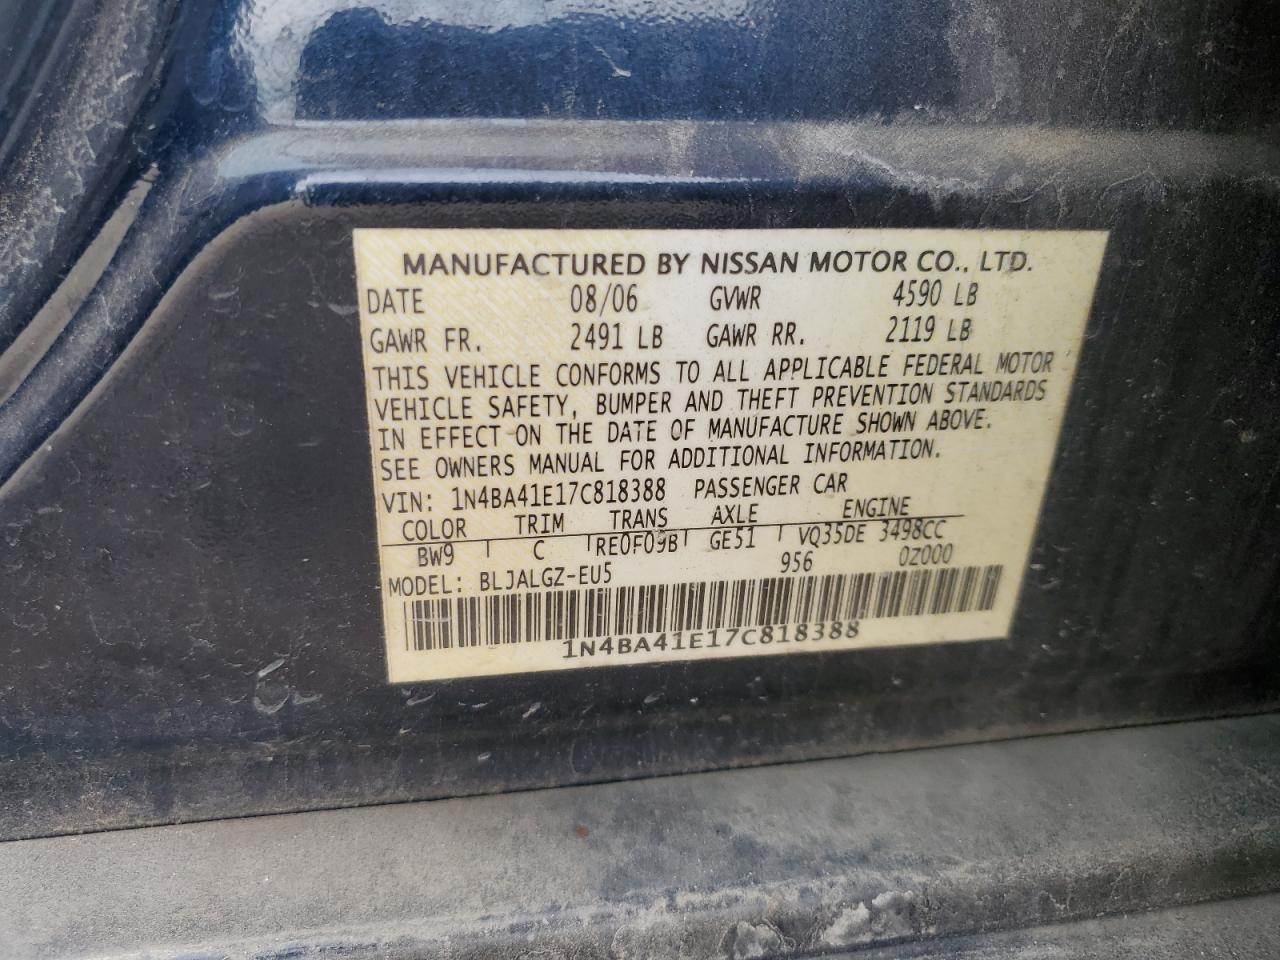 MANUFACTURED BY NISSAN MOTOR CO., LTD.
DATE 08/06 GVWR 4590 LB
GAWR FR. 2491 LB GAWR RR. 2119 LB
THIS VEHICLE CONFORMS TO ALL APPLICABLE FEDERAL MOTOR
VEHICLE SAFETY, BUMPER AND THEFT PREVENTION STANDARDS
IN EFFECT ON THE DATE OF MANUFACTURE SHOWN ABOVE.
SEE OWNERS MANUAL FOR ADDITIONAL INFORMATION.
VIN: 1N4BA41E17C818388 PASSENGER CAR
COLOR TRIM TRANS AXLE ENGINE
BW9 C RE0F09B GE51 VQ35DE 3498CC
MODEL: BLJALGZ-EU5 956 0Z000
1N4BA41E17C818388